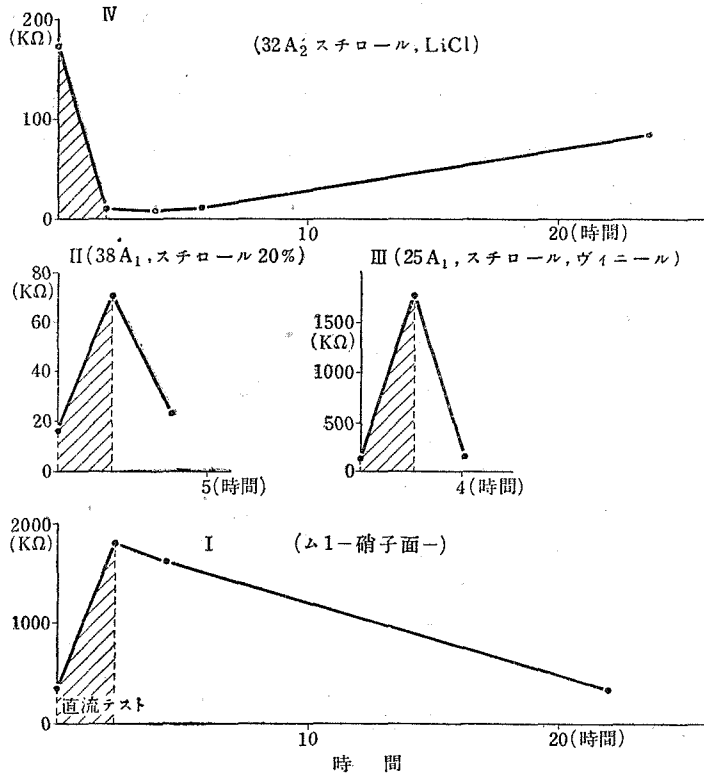 IV
200
(KΩ)
(32A₂ スチロール, LiCl)
100
0
10
20(時間)
II(38A₁,スチロール20%)
80
(KΩ)
60
40
20
0
5(時間)
III(25A₁,スチロール,ヴィニール)
1500
(KΩ)
1000
500
0
4(時間)
2000
(KΩ)
I
(ム1-硝子面-)
1000
直流テスト
0
10
20(時間)
時 間